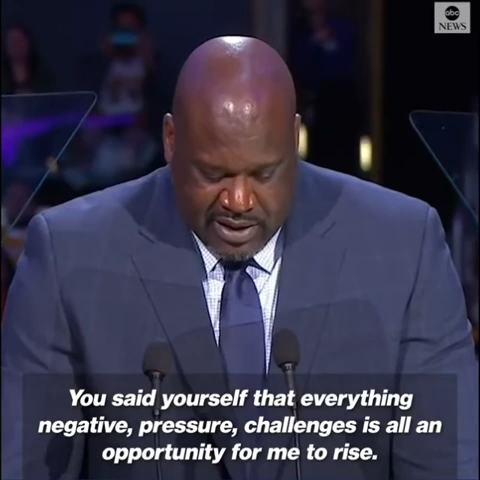 abc
NEWS
You said yourself that everything
negative, pressure, challenges is all an
opportunity for me to rise.